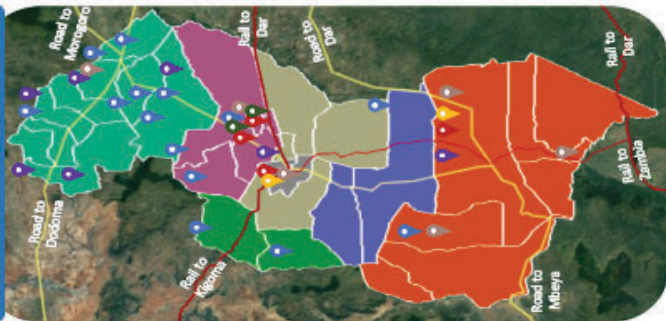 Road to
Morogoro
Rail to
Dar
Road to
Dar
Rail to
Dar
Road to
Dodoma
Rail to
Kigoma
Road to
Mbeya
Rail to
Zambia